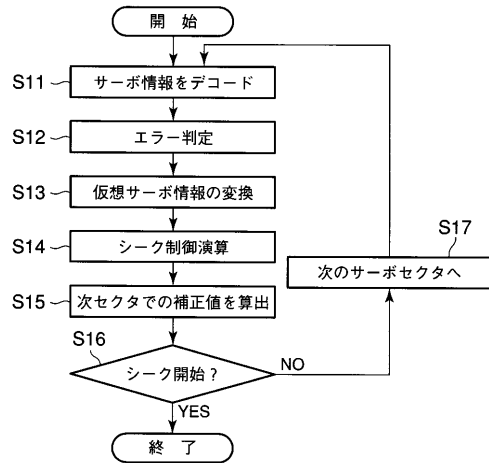 開 始
S11
サーボ情報をデコード
S12
エラー判定
S13
仮想サーボ情報の変換
S14
シーク制御演算
S17
次のサーボセクタへ
S15
次セクタでの補正値を算出
S16
シーク開始?
NO
YES
終 了